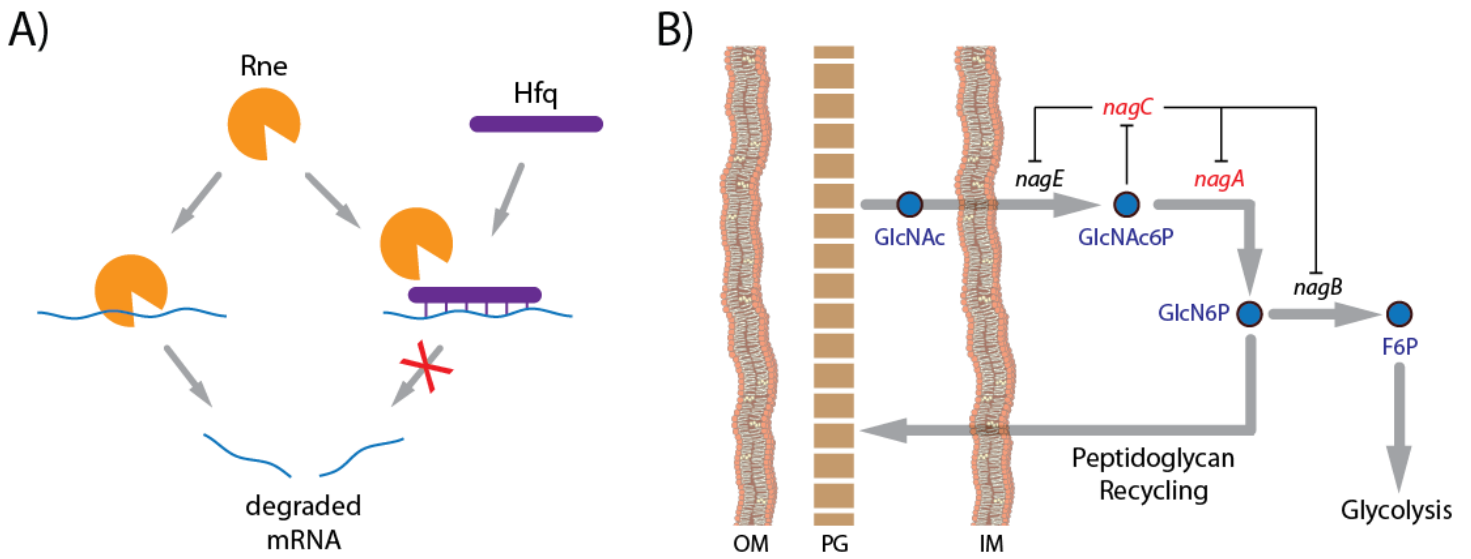 A)
Rne
Hfq
degraded
mRNA
B)
nagC
nagE
nagA
GlcNAc
GlcNAc6P
nagB
GlcN6P
F6P
Peptidoglycan
Recycling
Glycolysis
OM
PG
IM